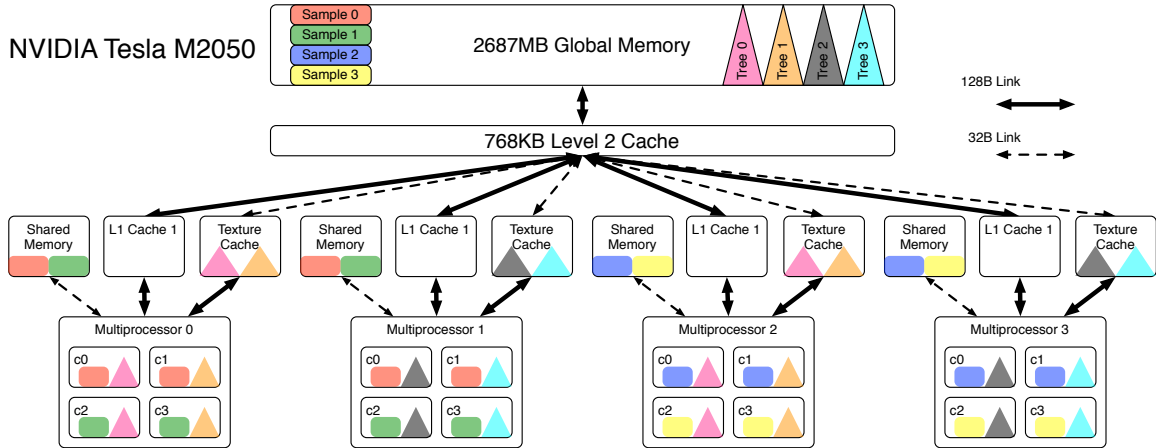 NVIDIA Tesla M2050
Sample 0
Sample 1
Sample 2
Sample 3
2687MB Global Memory
Tree 0
Tree 1
Tree 2
Tree 3
128B Link
32B Link
768KB Level 2 Cache
Shared
Memory
L1 Cache 1
Texture
Cache
Shared
Memory
L1 Cache 1
Texture
Cache
Shared
Memory
L1 Cache 1
Texture
Cache
Shared
Memory
L1 Cache 1
Texture
Cache
Multiprocessor 0
c0
c1
c2
c3
Multiprocessor 1
c0
c1
c2
c3
Multiprocessor 2
c0
c1
c2
c3
Multiprocessor 3
c0
c1
c2
c3